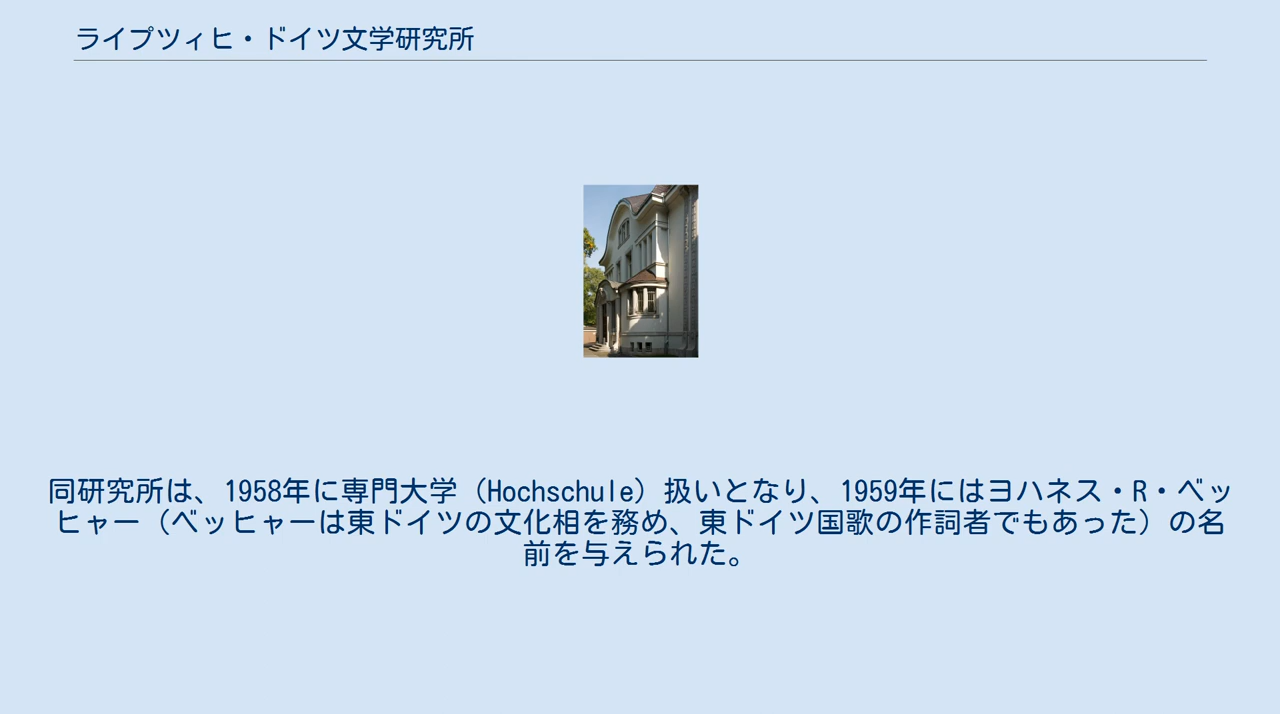 ライプツィヒ・ドイツ文学研究所
同研究所は、1958年に専門大学（Hochschule）扱いとなり、1959年にはヨハネス・R・ベッ
ヒャー（ベッヒャーは東ドイツの文化相を務め、東ドイツ国歌の作詞者でもあった）の名
前を与えられた。